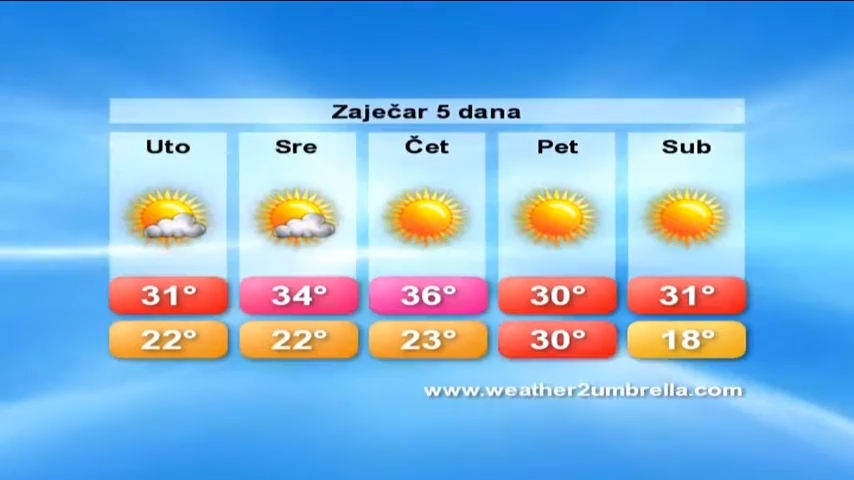 Zaječar 5 dana
Uto Sre Čet Pet Sub
31° 34° 36° 30° 31°
22° 22° 23° 30° 18°
www.weather2umbrella.com